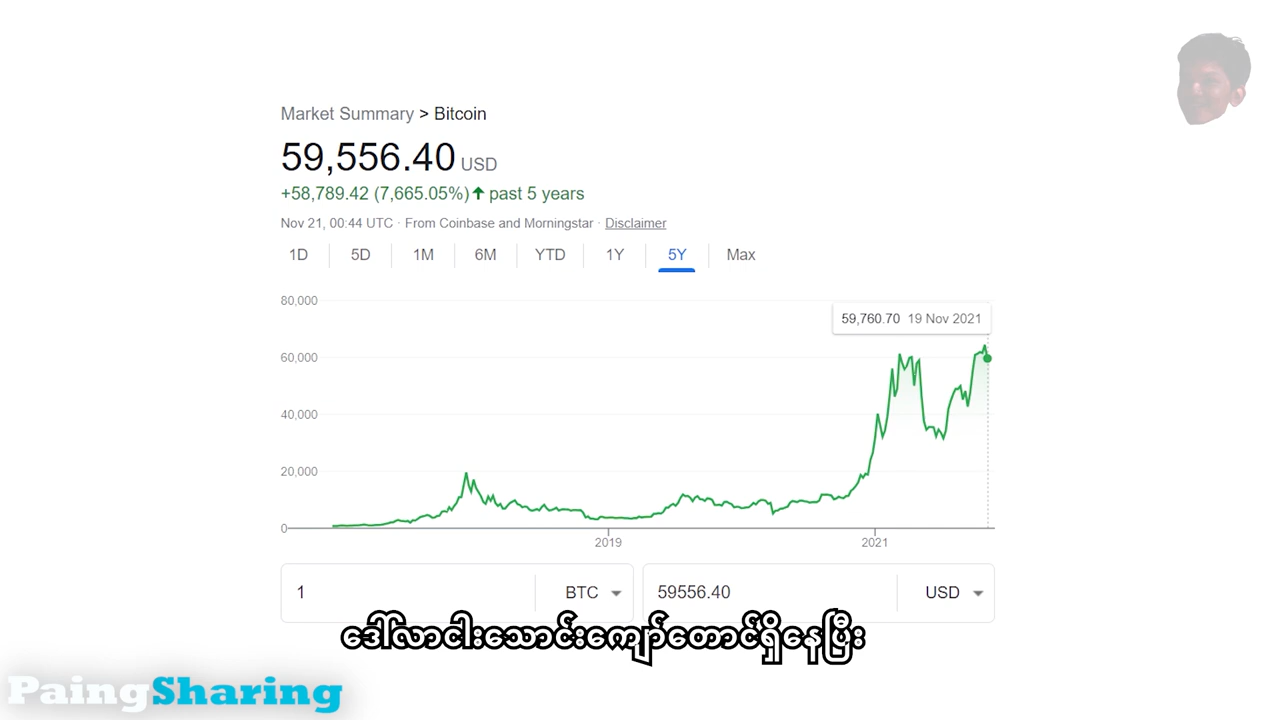 Market Summary > Bitcoin
59,556.40 USD
+58,789.42 (7,665.05%) ↑ past 5 years
Nov 21, 00:44 UTC · From Coinbase and Morningstar · Disclaimer
1D 5D 1M 6M YTD 1Y 5Y Max
80,000
59,760.70 19 Nov 2021
60,000
40,000
20,000
0
2019 2021
1 BTC 59556.40 USD
ဒေါ်လာငါးသောင်းကျော်တောင်ရှိနေပြီး
PaingSharing